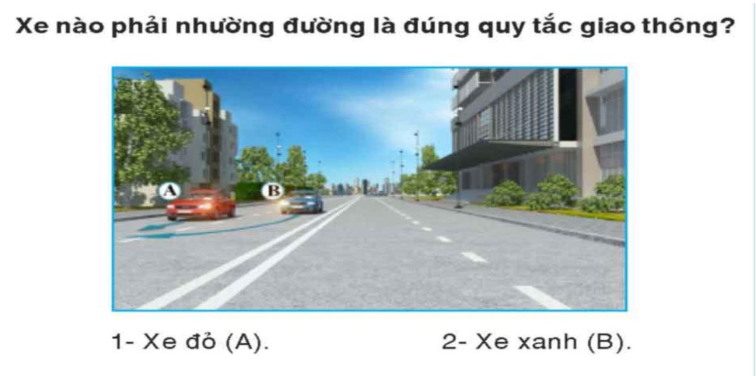 Xe nào phải nhường đường là đúng quy tắc giao thông?
A
B
1- Xe đỏ (A).
2- Xe xanh (B).